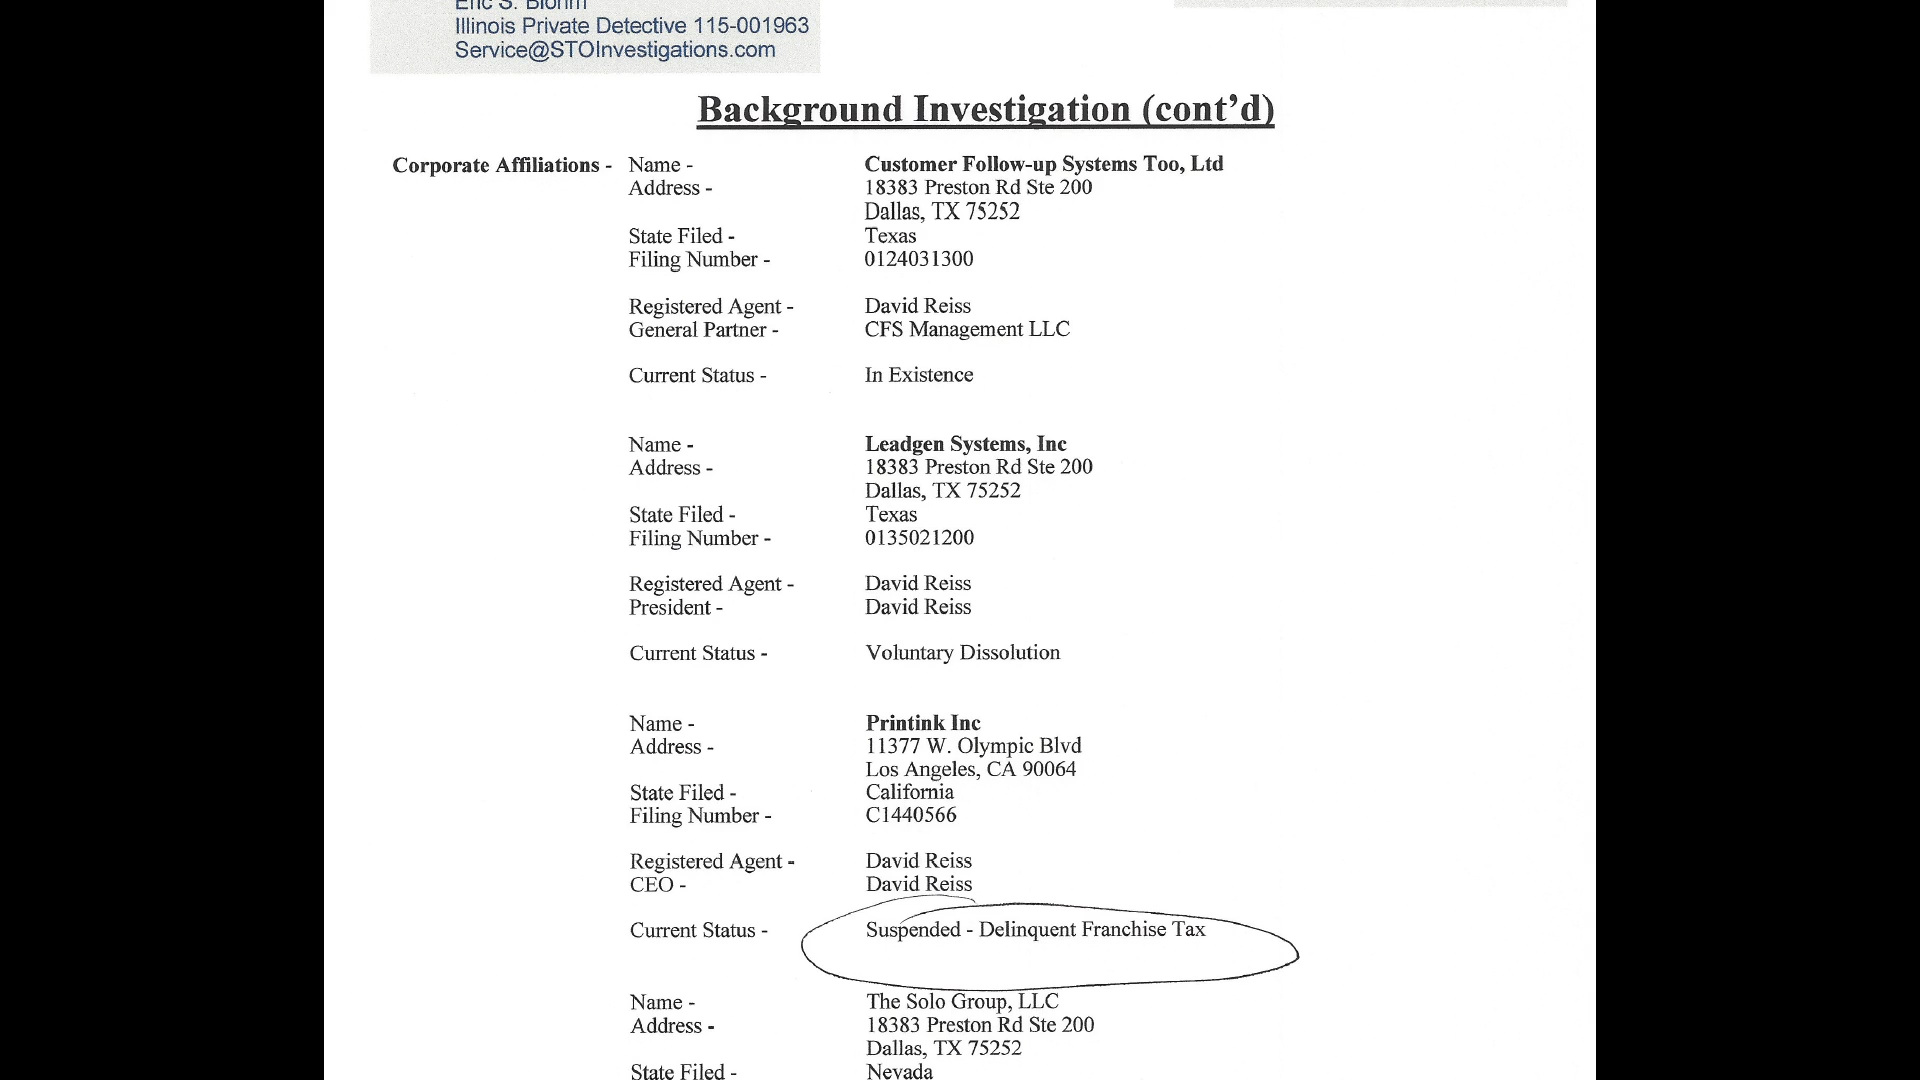 Eric S. Blohm
Illinois Private Detective 115-001963
Service@STOInvestigations.com
Background Investigation (cont'd)
Corporate Affiliations - Name - Customer Follow-up Systems Too, Ltd
Address - 18383 Preston Rd Ste 200
Dallas, TX 75252
State Filed - Texas
Filing Number - 0124031300
Registered Agent - David Reiss
General Partner - CFS Management LLC
Current Status - In Existence
Name - Leadgen Systems, Inc
Address - 18383 Preston Rd Ste 200
Dallas, TX 75252
State Filed - Texas
Filing Number - 0135021200
Registered Agent - David Reiss
President - David Reiss
Current Status - Voluntary Dissolution
Name - Printink Inc
Address - 11377 W. Olympic Blvd
Los Angeles, CA 90064
State Filed - California
Filing Number - C1440566
Registered Agent - David Reiss
CEO - David Reiss
Current Status - Suspended - Delinquent Franchise Tax
Name - The Solo Group, LLC
Address - 18383 Preston Rd Ste 200
Dallas, TX 75252
State Filed - Nevada